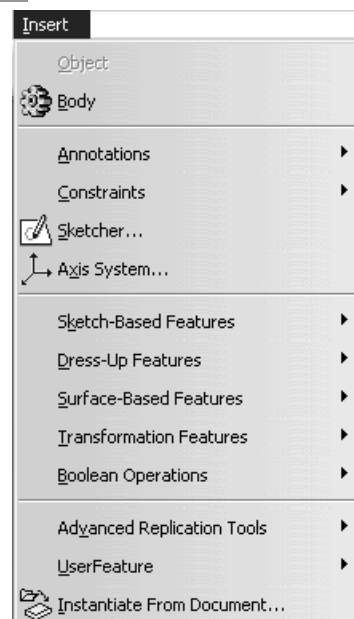 Insert
Object
Body
Annotations
Constraints
Sketcher...
Axis System...
Sketch-Based Features
Dress-Up Features
Surface-Based Features
Transformation Features
Boolean Operations
Advanced Replication Tools
UserFeature
Instantiate From Document...